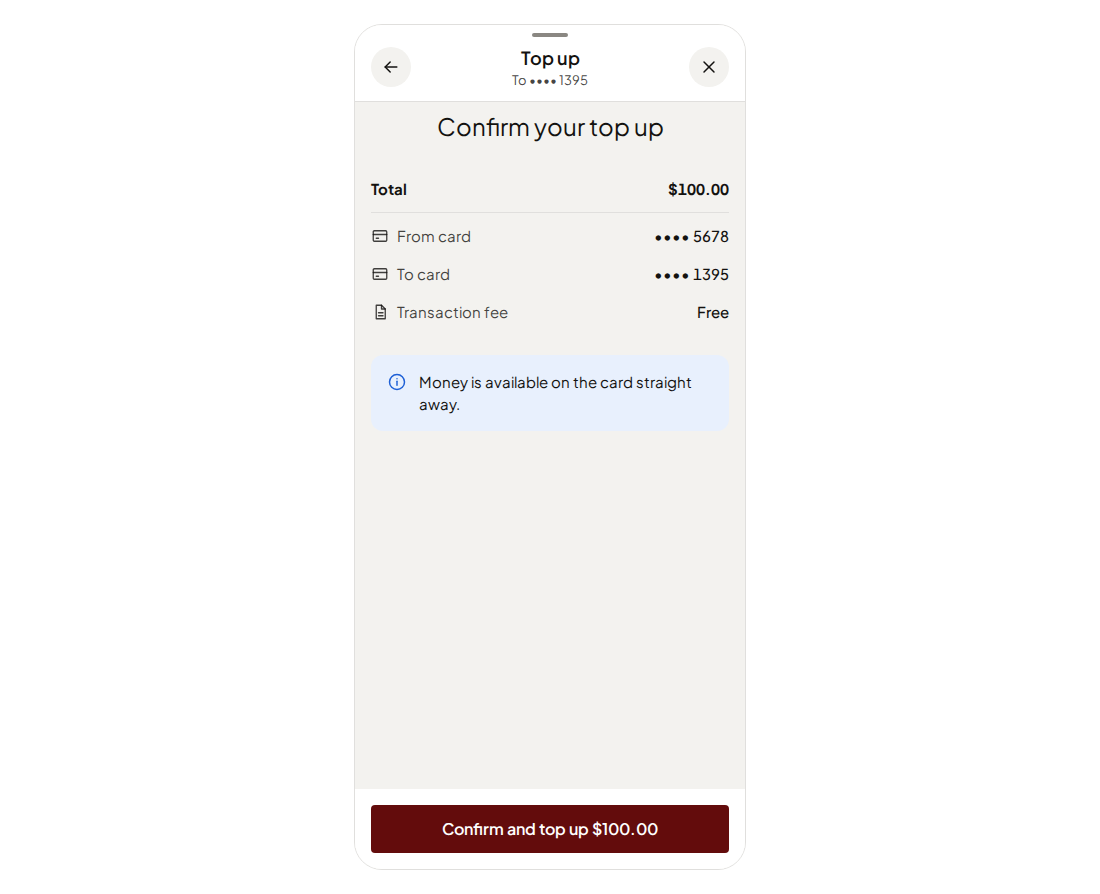 Top up
To •••• 1395
Confirm your top up
Total $100.00
From card •••• 5678
To card •••• 1395
Transaction fee Free
Money is available on the card straight
away.
Confirm and top up $100.00